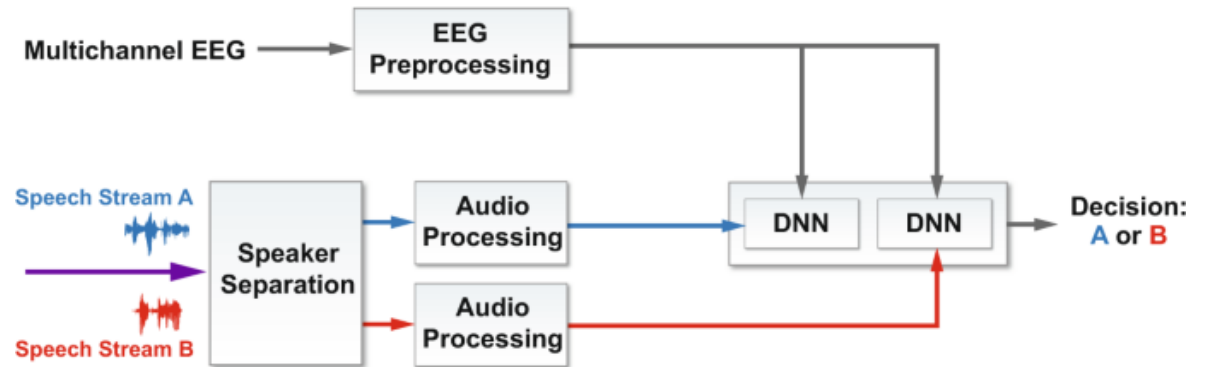 Multichannel EEG
EEG
Preprocessing
Speech Stream A
Speech Stream B
Speaker
Separation
Audio
Processing
Audio
Processing
DNN
DNN
Decision:
A or B